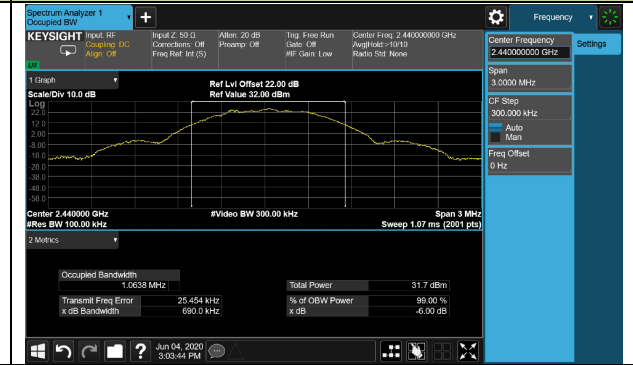 Spectrum Analyzer 1
Occupied BW
+
Frequency
KEYSIGHT
Input: RF
Coupling: DC
Align: Off
Input Z: 50 Ω
Corrections: Off
Freq Ref: Int (S)
Atten: 20 dB
Preamp: Off
Trig: Free Run
Gate: Off
#IF Gain: Low
Center Freq: 2.440000000 GHz
Avg|Hold:>10/10
Radio Std: None
Center Frequency
2.440000000 GHz
Settings
Span
3.0000 MHz
CF Step
300.000 kHz
Auto
Man
Freq Offset
0 Hz
1 Graph
Scale/Div 10.0 dB
Ref Lvl Offset 22.00 dB
Ref Value 32.00 dBm
Log
22.0
12.0
2.00
-8.00
-18.0
-28.0
-38.0
-48.0
-58.0
Center 2.440000 GHz
#Res BW 100.00 kHz
#Video BW 300.00 kHz
Span 3 MHz
Sweep 1.07 ms (2001 pts)
2 Metrics
Occupied Bandwidth
1.0638 MHz
Total Power 31.7 dBm
Transmit Freq Error 25.454 kHz
% of OBW Power 99.00 %
x dB Bandwidth 690.0 kHz
x dB -6.00 dB
?
Jun 04, 2020
3:03:44 PM